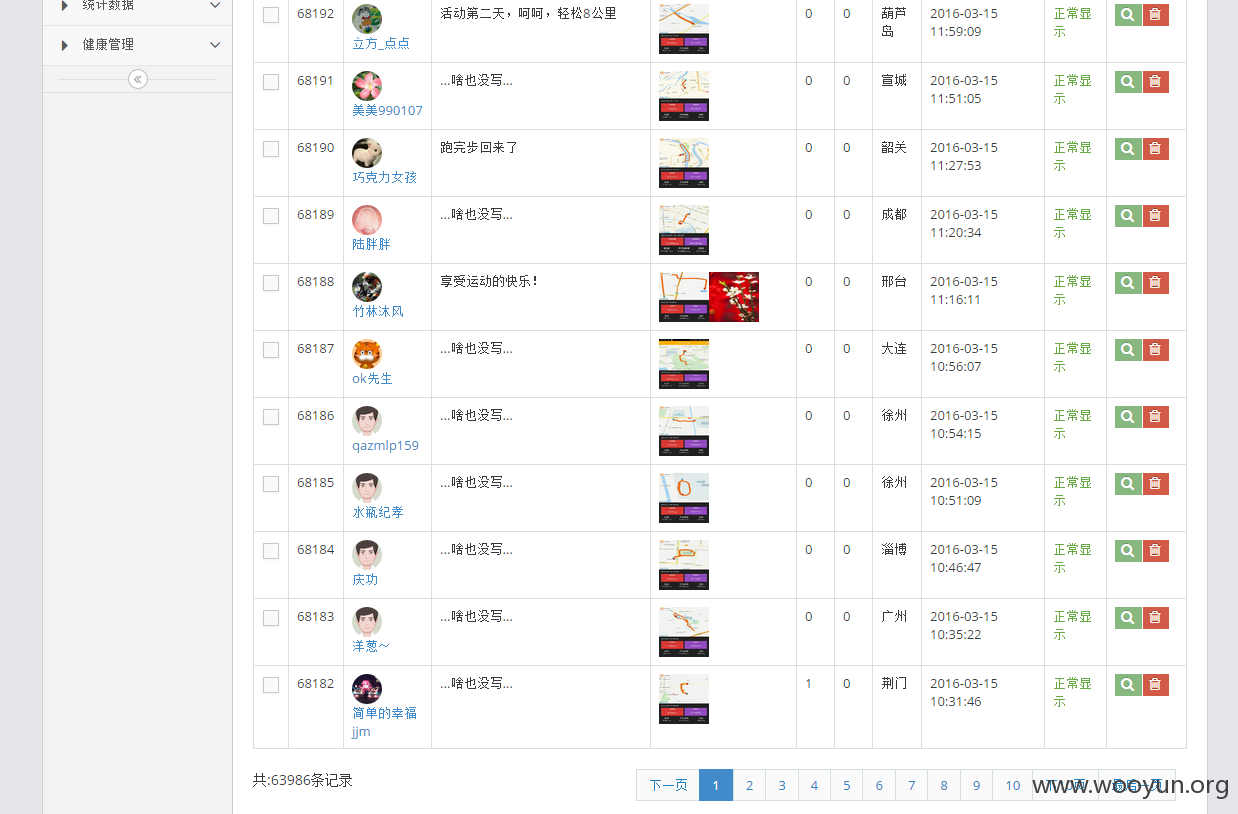 统计数据
健康管理
68192 立方_点点 活动第二天，呵呵，轻松8公里 0 0 葫芦岛 2016-03-15 11:59:09 正常显示
68191 美美990107 ...啥也没写... 0 0 宣城 2016-03-15 11:51:05 正常显示
68190 巧克力女孩 跑完步回来了 0 0 韶关 2016-03-15 11:27:53 正常显示
68189 陆胖胖 ...啥也没写... 0 0 成都 2016-03-15 11:20:34 正常显示
68188 竹林沐风 享受运动的快乐！ 0 0 邢台 2016-03-15 11:16:11 正常显示
68187 ok先生 ...啥也没写... 0 0 大连 2016-03-15 10:56:07 正常显示
68186 qazmlp159 ...啥也没写... 0 0 徐州 2016-03-15 10:54:15 正常显示
68185 水瓶纪孝 ...啥也没写... 0 0 徐州 2016-03-15 10:51:09 正常显示
68184 庆功 ...啥也没写... 0 0 淄博 2016-03-15 10:46:47 正常显示
68183 洋葱～ ...啥也没写... 0 0 广州 2016-03-15 10:35:22 正常显示
68182 简单的幸福jjm ...啥也没写... 1 0 荆门 2016-03-15 10:31:46 正常显示
共:63986条记录
下一页 1 2 3 4 5 6 7 8 9 10 下一页 最后一页
www.wooyun.org